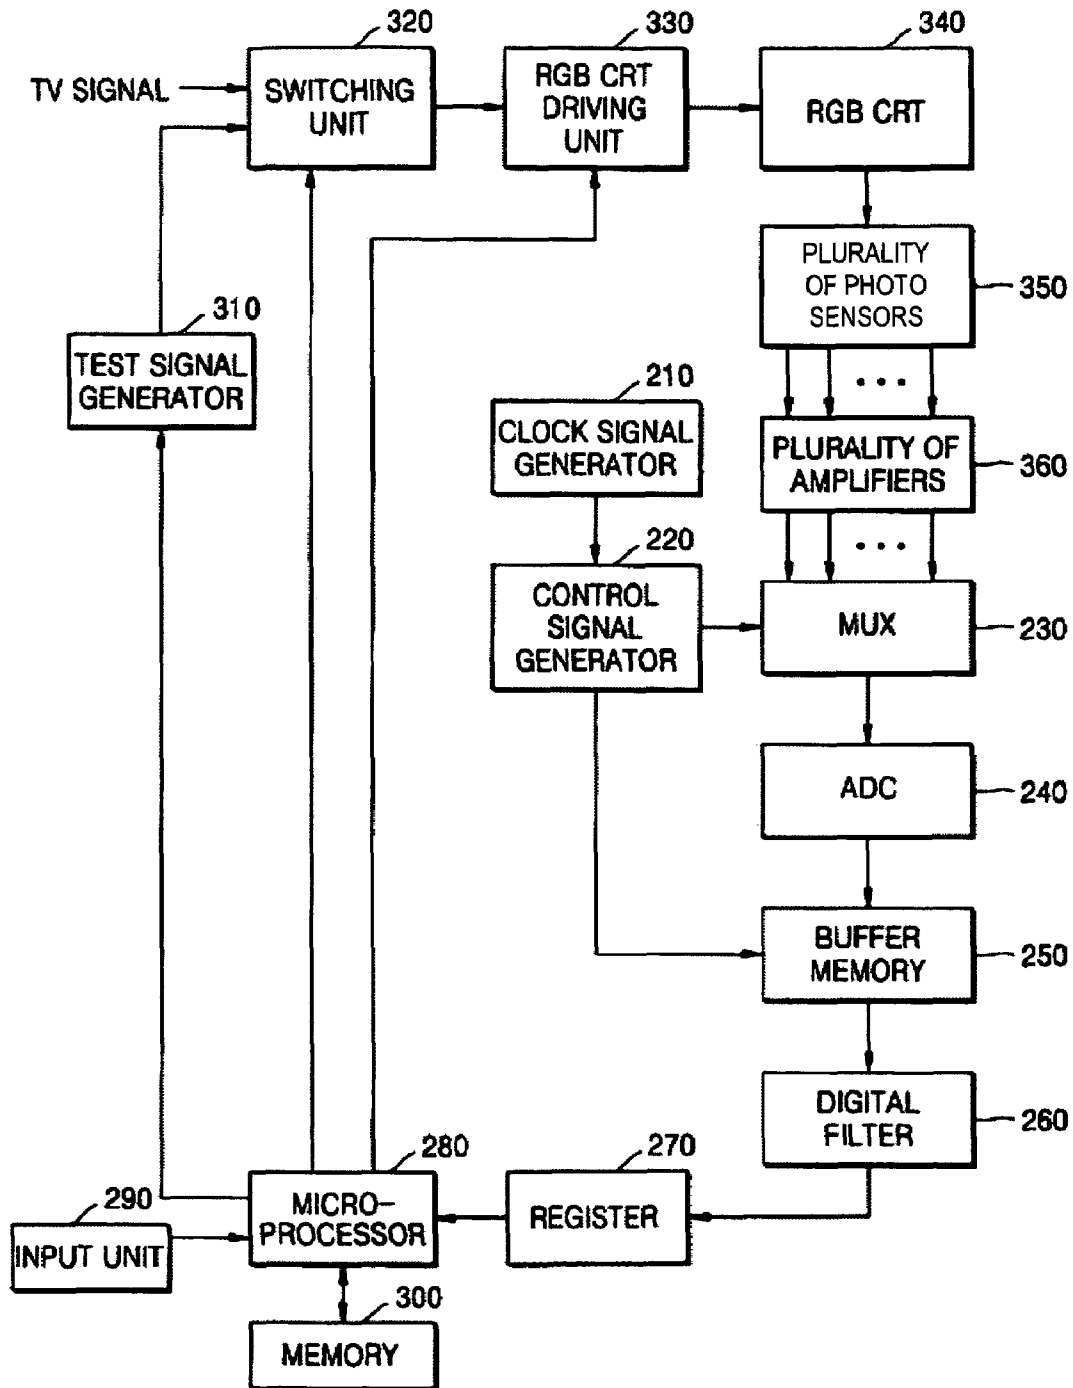 320
330
340
TV SIGNAL
SWITCHING
UNIT
RGB CRT
DRIVING
UNIT
RGB CRT
PLURALITY
OF PHOTO
SENSORS
350
310
TEST SIGNAL
GENERATOR
210
CLOCK SIGNAL
GENERATOR
PLURALITY OF
AMPLIFIERS
360
220
CONTROL
SIGNAL
GENERATOR
MUX
230
ADC
240
BUFFER
MEMORY
250
DIGITAL
FILTER
260
280
270
MICRO-
PROCESSOR
REGISTER
290
INPUT UNIT
300
MEMORY